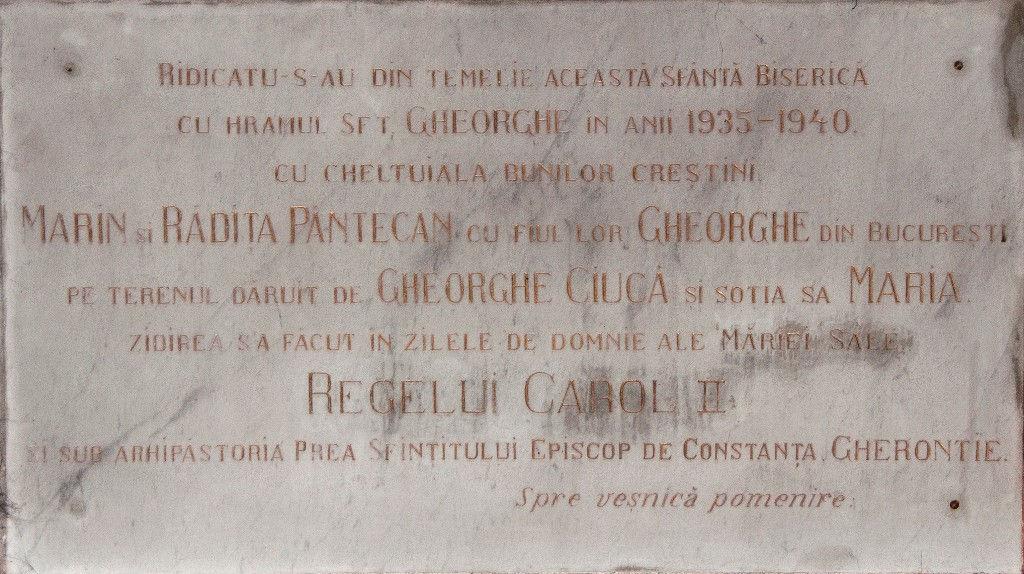 Ridicatu-s-au din temelie această Sfântă Biserică
cu hramul Sft. Gheorghe în anii 1935-1940.
cu cheltuiala bunilor creștini.
Marin și Rădița Pântecan cu fiul lor Gheorghe din București,
pe terenul dăruit de Gheorghe Ciucă și soția sa Maria.
zidirea s'a făcut în zilele de domnie ale Măriei Sale,
Regelui Carol II
și sub arhipăstoria Prea Sfințitului Episcop de Constanța, Gherontie.
Spre veșnică pomenire.